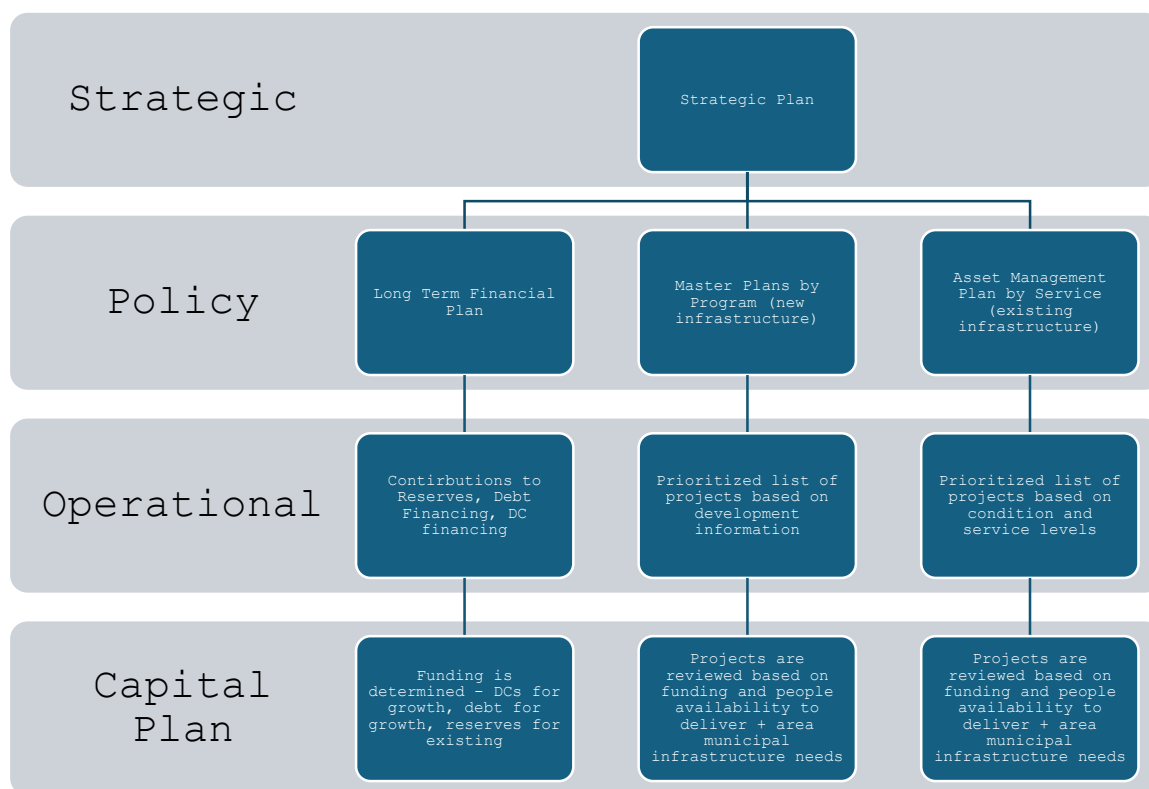 Strategic
Strategic Plan
Policy
Long Term Financial
Plan
Master Plans by
Program (new
infrastructure)
Asset Management
Plan by Service
(existing
infrastructure)
Operational
Contirbutions to
Reserves, Debt
Financing, DC
financing
Prioritized list of
projects based on
development
information
Prioritized list of
projects based on
condition and
service levels
Capital
Plan
Funding is
determined - DCs for
growth, debt for
growth, reserves for
existing
Projects are
reviewed based on
funding and people
availability to
deliver + area
municipal
infrastructure needs
Projects are
reviewed based on
funding and people
availability to
deliver + area
municipal
infrastructure needs